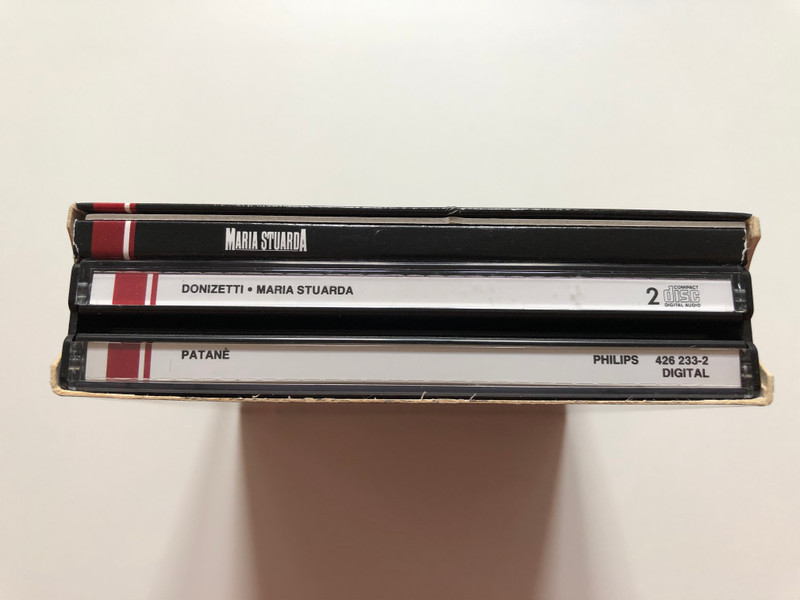 MARIA STUARDA
DONIZETTI • MARIA STUARDA
2 COMPACT
disc
DIGITAL AUDIO
PATANÈ
PHILIPS 426 233-2
DIGITAL